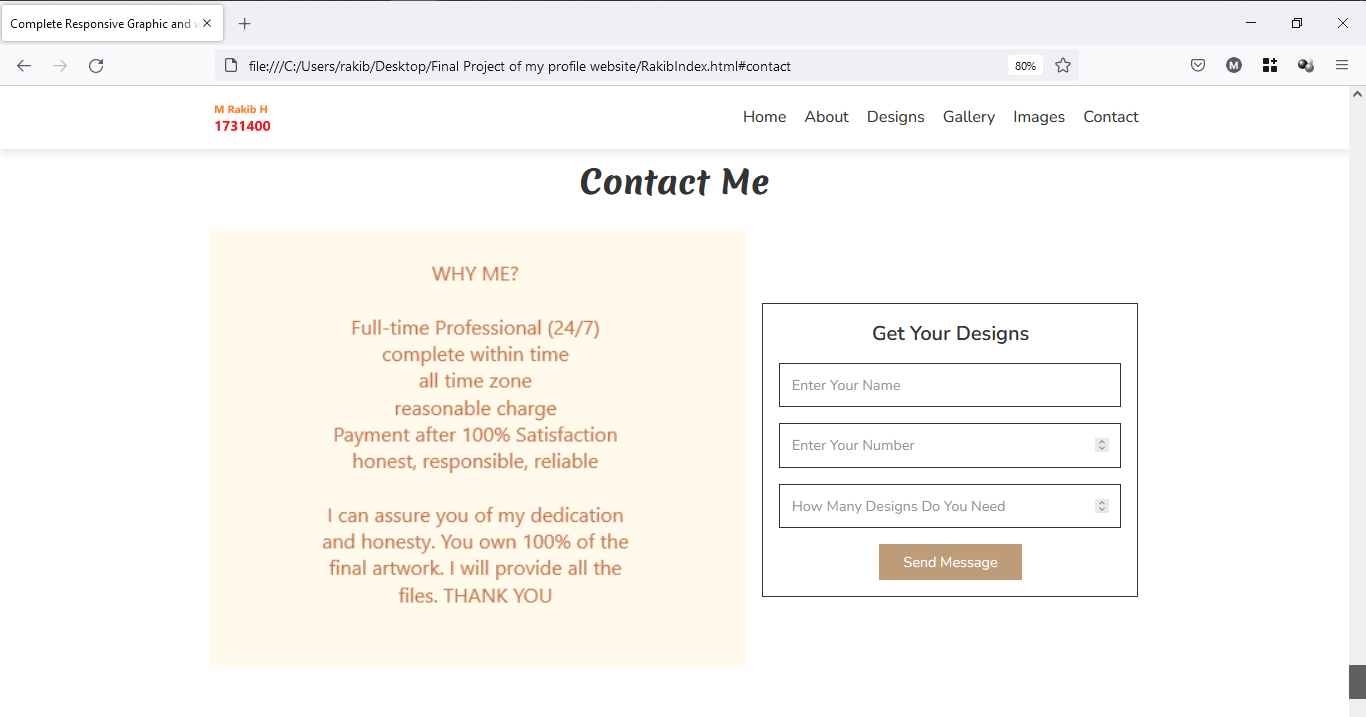 Complete Responsive Graphic and
file:///C:/Users/rakib/Desktop/Final Project of my profile website/RakibIndex.html#contact
80%
M
M Rakib H
1731400
Home About Designs Gallery Images Contact
Contact Me
WHY ME?
Full-time Professional (24/7)
complete within time
all time zone
reasonable charge
Payment after 100% Satisfaction
honest, responsible, reliable
I can assure you of my dedication
and honesty. You own 100% of the
final artwork. I will provide all the
files. THANK YOU
Get Your Designs
Enter Your Name
Enter Your Number
How Many Designs Do You Need
Send Message